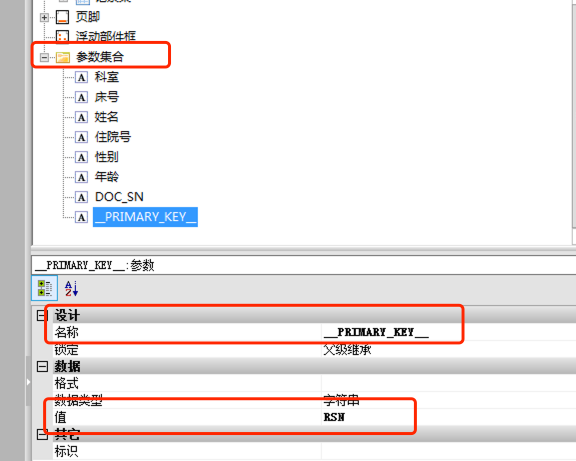 页脚
浮动部件框
参数集合
A 科室
A 床号
A 姓名
A 住院号
A 性别
A 年龄
A DOC_SN
A __PRIMARY_KEY__
__PRIMARY_KEY__:参数
设计
名称 __PRIMARY_KEY__
锁定 父级继承
数据
格式
数据类型 字符串
值 RSN
其它
标识